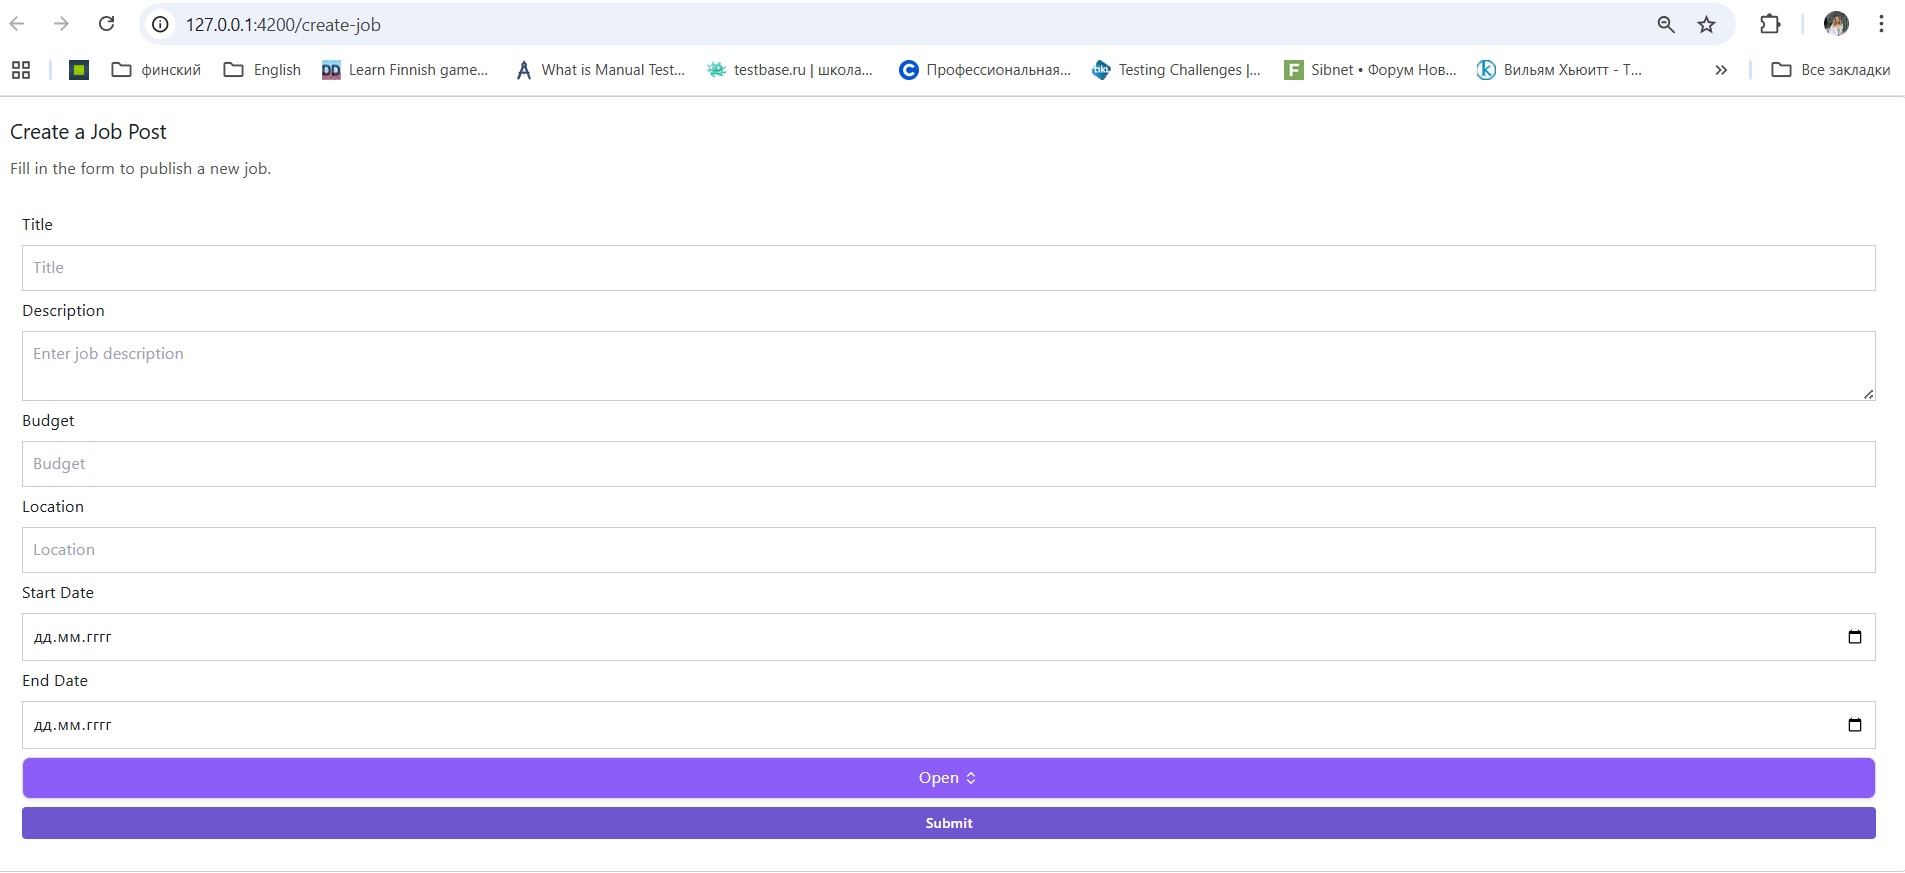 127.0.0.1:4200/create-job
финский English DD Learn Finnish game... What is Manual Test... testbase.ru | школа... C Профессиональная... Testing Challenges |... F Sibnet • Форум Нов... k Вильям Хьюитт - Т... Все закладки
Create a Job Post
Fill in the form to publish a new job.
Title
Title
Description
Enter job description
Budget
Budget
Location
Location
Start Date
дд.мм.гггг
End Date
дд.мм.гггг
Open
Submit